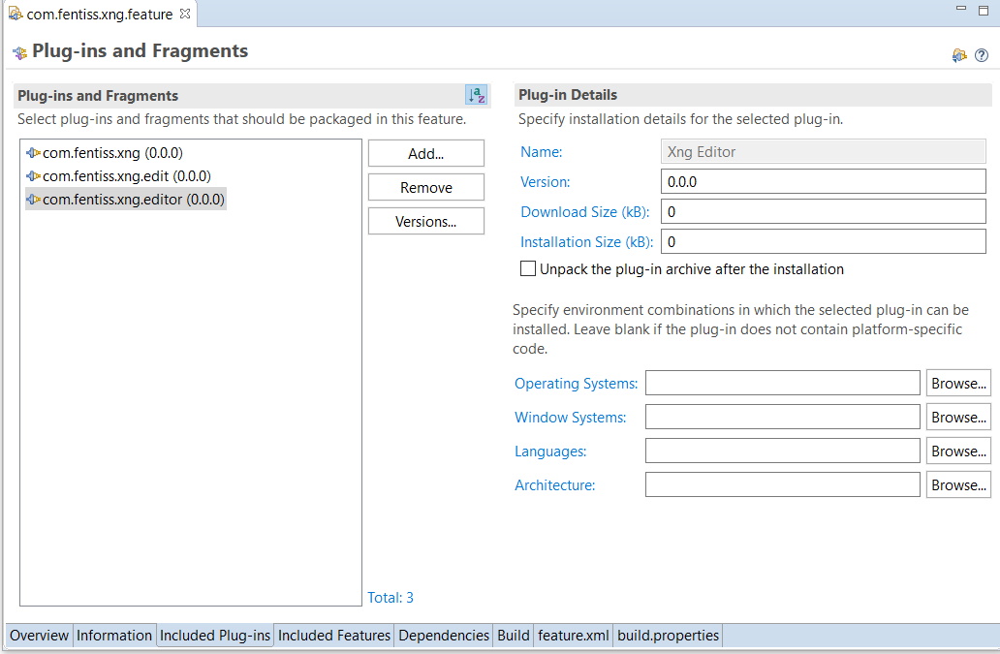 com.fentiss.xng.feature
Plug-ins and Fragments
Plug-ins and Fragments
Select plug-ins and fragments that should be packaged in this feature.
com.fentiss.xng (0.0.0)
com.fentiss.xng.edit (0.0.0)
com.fentiss.xng.editor (0.0.0)
Add...
Remove
Versions...
Total: 3
Plug-in Details
Specify installation details for the selected plug-in.
Name: Xng Editor
Version: 0.0.0
Download Size (kB): 0
Installation Size (kB): 0
Unpack the plug-in archive after the installation
Specify environment combinations in which the selected plug-in can be
installed. Leave blank if the plug-in does not contain platform-specific
code.
Operating Systems: Browse...
Window Systems: Browse...
Languages: Browse...
Architecture: Browse...
Overview Information Included Plug-ins Included Features Dependencies Build feature.xml build.properties